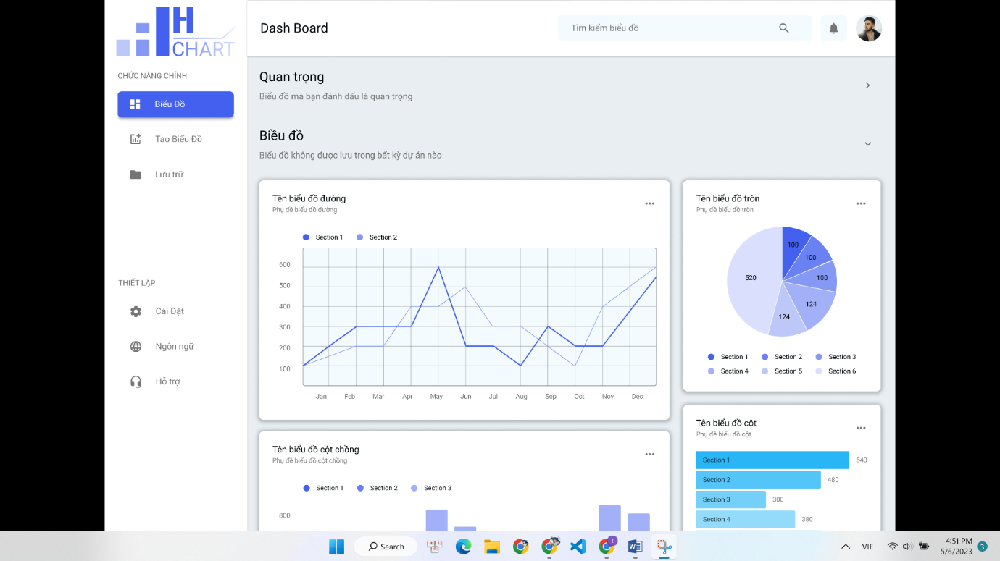 H
CHART
CHỨC NĂNG CHÍNH
Biểu Đồ
Tạo Biểu Đồ
Lưu trữ
THIẾT LẬP
Cài Đặt
Ngôn ngữ
Hỗ trợ
Dash Board
Tìm kiếm biểu đồ
Quan trọng
Biểu đồ mà bạn đánh dấu là quan trọng
Biều đồ
Biểu đồ không được lưu trong bất kỳ dự án nào
Tên biểu đồ đường
Phụ đề biểu đồ đường
Section 1 Section 2
600
500
400
300
200
100
Jan Feb Mar Apr May Jun Jul Aug Sep Oct Nov Dec
Tên biểu đồ tròn
Phụ đề biểu đồ tròn
100
100
100
124
124
520
Section 1 Section 2 Section 3
Section 4 Section 5 Section 6
Tên biểu đồ cột chồng
Phụ đề biểu đồ cột chồng
Section 1 Section 2 Section 3
800
Tên biểu đồ cột
Phụ đề biểu đồ cột
Section 1 540
Section 2 480
Section 3 300
Section 4 380
Search
1
VIE
4:51 PM
5/6/2023
3